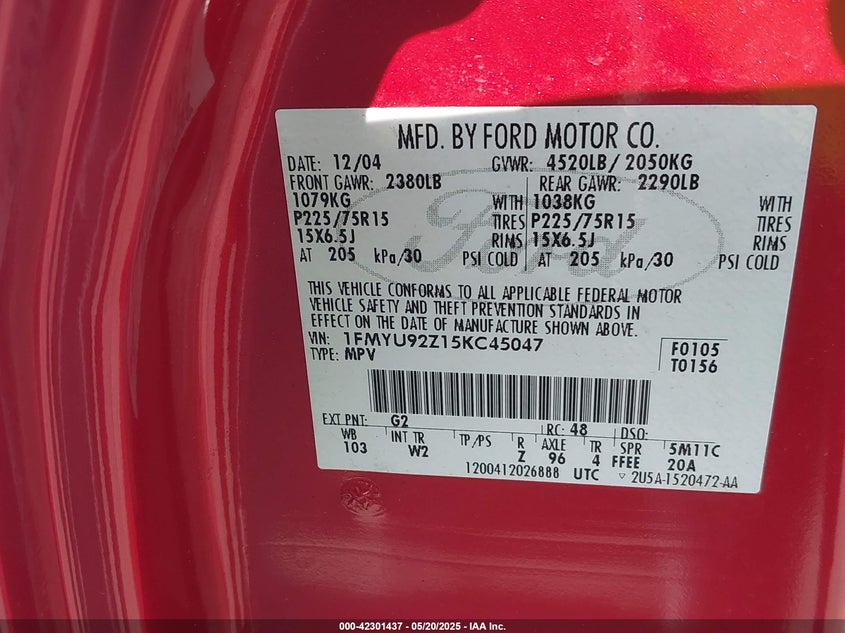 MFD. BY FORD MOTOR CO.
DATE: 12/04 GVWR: 4520LB/2050KG
FRONT GAWR: 2380LB REAR GAWR: 2290LB
1079KG WITH 1038KG WITH
P225/75R15 TIRES P225/75R15 TIRES
15X6.5J RIMS 15X6.5J RIMS
AT 205 kPa/30 PSI COLD AT 205 kPa/30 PSI COLD
Ford
THIS VEHICLE CONFORMS TO ALL APPLICABLE FEDERAL MOTOR
VEHICLE SAFETY AND THEFT PREVENTION STANDARDS IN
EFFECT ON THE DATE OF MANUFACTURE SHOWN ABOVE.
VIN: 1FMYU92Z15KC45047 F0105
TYPE: MPV T0156
EXT PNT: G2 RC: 48 DSO:
WB INT TR TP/PS R AXLE TR SPR 5M11C
103 W2 Z 96 4 FFEE 20A
1200412026888 UTC ▽ 2U5A-1520472-AA
000-42301437 - 05/20/2025 - IAA Inc.